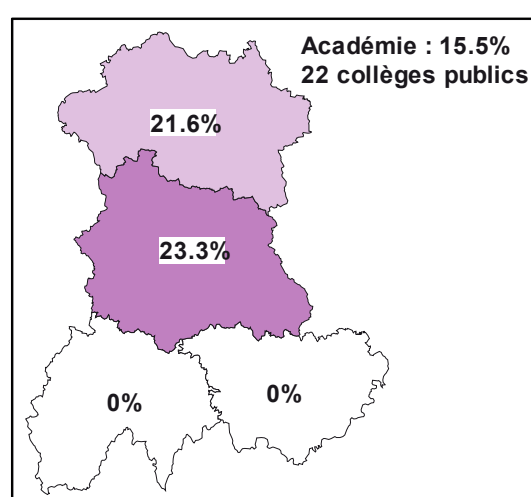 Académie : 15.5%
22 collèges publics
21.6%
23.3%
0%
0%